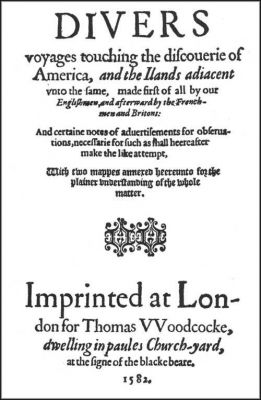 DIVERS
voyages touching the diſcouerie of
America, and the Ilands adiacent
vnto the ſame, made firſt of all by our
Engliſhmen, and afterward by the Frenchmen
and Britons:
And certaine notes of aduertiſements for obſeruations,
neceſſarie for ſuch as ſhall heereafter
make the like attempt,
With two mappes annexed heereunto for the
plainer vnderſtanding of the whole
matter.
Imprinted at Lon-
don for Thomas VVoodcocke,
dwelling in paules Church-yard,
at the ſigne of the blacke beare.
1582.